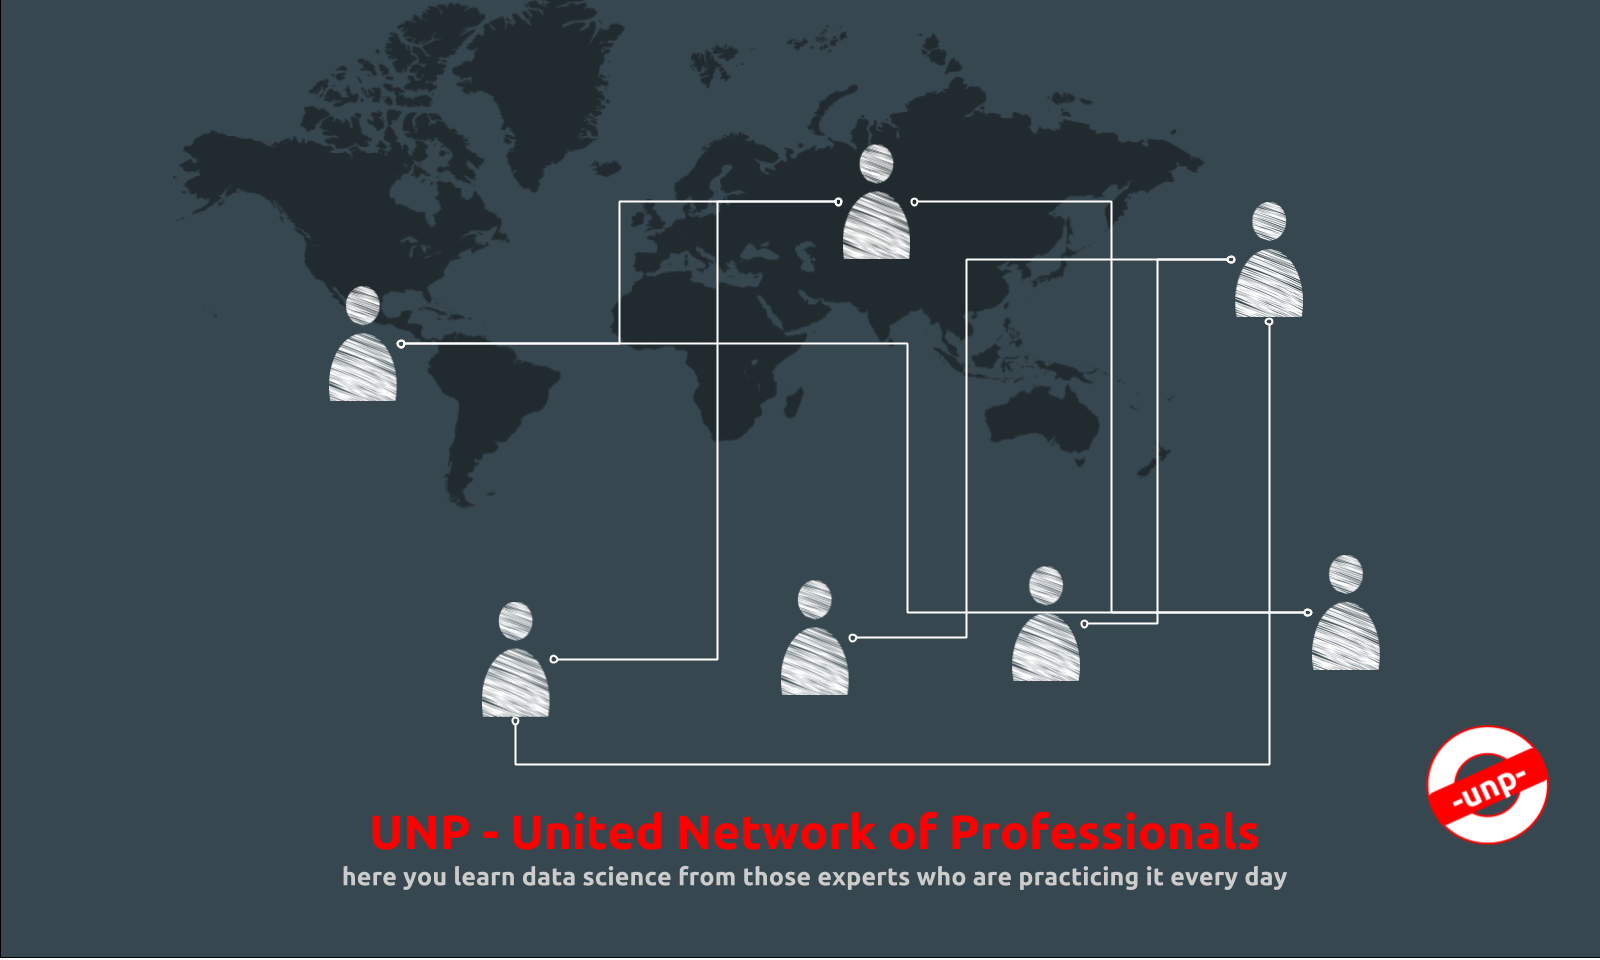 -unp-
UNP - United Network of Professionals
here you learn data science from those experts who are practicing it every day